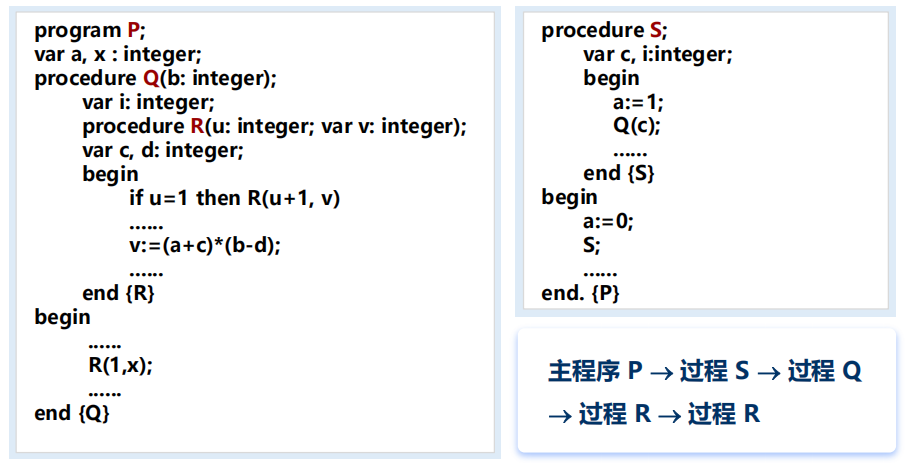 program P;
var a, x : integer;
procedure Q(b: integer);
var i: integer;
procedure R(u: integer; var v: integer);
var c, d: integer;
begin
if u=1 then R(u+1, v)
......
v:=(a+c)*(b-d);
......
end {R}
begin
......
R(1,x);
......
end {Q}
procedure S;
var c, i:integer;
begin
a:=1;
Q(c);
......
end {S}
begin
a:=0;
S;
......
end. {P}
主程序 P → 过程 S → 过程 Q
→ 过程 R → 过程 R